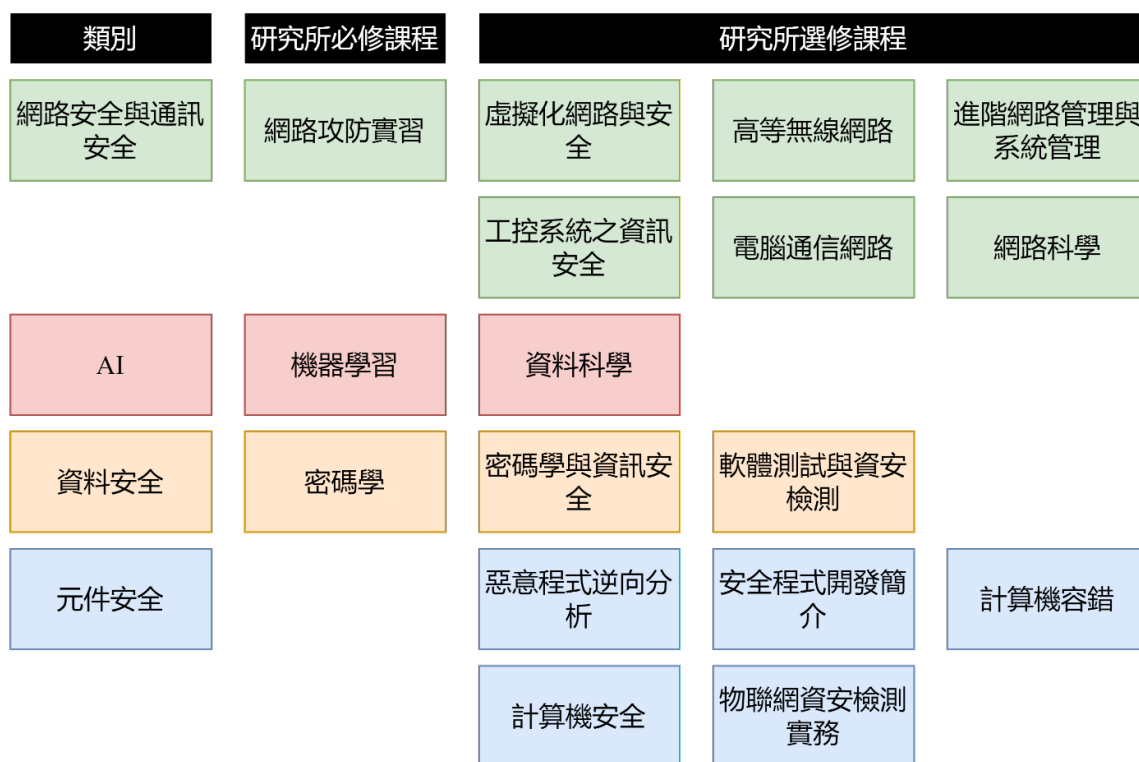 類別
研究所必修課程
研究所選修課程
網路安全與通訊
安全
網路攻防實習
虛擬化網路與安
全
高等無線網路
進階網路管理與
系統管理
工控系統之資訊
安全
電腦通信網路
網路科學
AI
機器學習
資料科學
資料安全
密碼學
密碼學與資訊安
全
軟體測試與資安
檢測
元件安全
惡意程式逆向分
析
安全程式開發簡
介
計算機容錯
計算機安全
物聯網資安檢測
實務